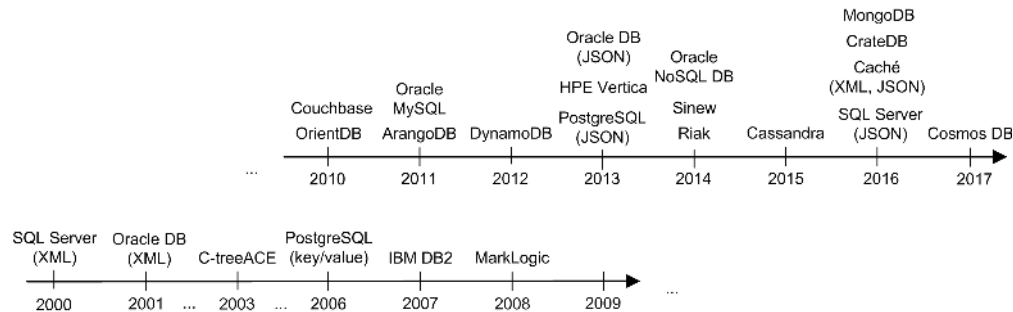 MongoDB
Oracle DB
(JSON)
CrateDB
Oracle
NoSQL DB
Caché
(XML, JSON)
Oracle
MySQL
HPE Vertica
Couchbase
Sinew
OrientDB
ArangoDB
DynamoDB
PostgreSQL
(JSON)
Riak
Cassandra
SQL Server
(JSON)
Cosmos DB
...
2010 2011 2012 2013 2014 2015 2016 2017
SQL Server
(XML)
Oracle DB
(XML)
C-treeACE
PostgreSQL
(key/value)
IBM DB2
MarkLogic
...
2000 2001 ... 2003 ... 2006 2007 2008 2009